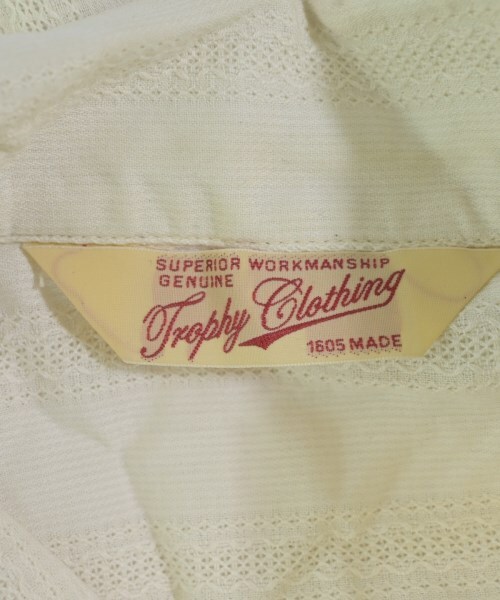 SUPERIOR WORKMANSHIP
GENUINE
Trophy Clothing
1605 MADE